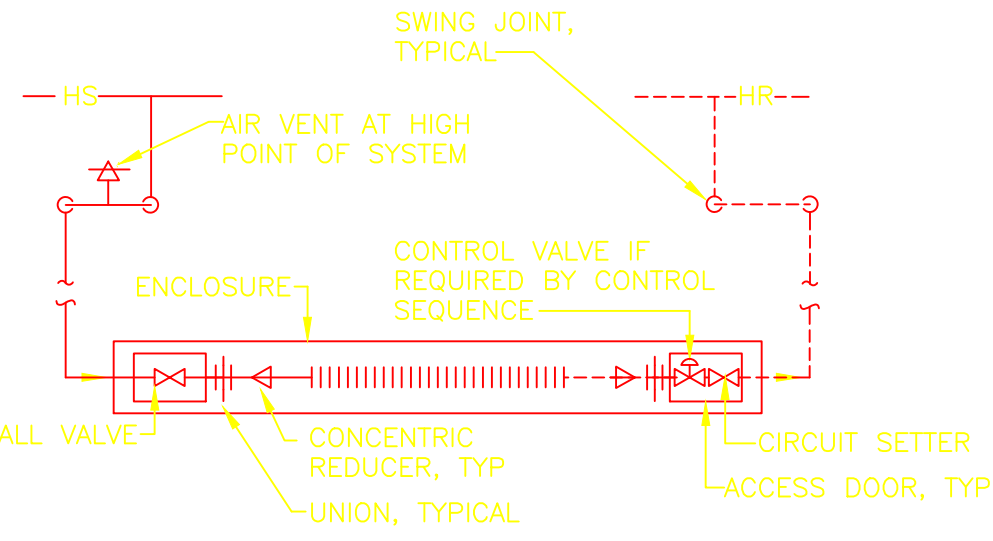 SWING JOINT,
TYPICAL
HS
HR
AIR VENT AT HIGH
POINT OF SYSTEM
CONTROL VALVE IF
REQUIRED BY CONTROL
SEQUENCE
ENCLOSURE
ALL VALVE
CONCENTRIC
REDUCER, TYP
CIRCUIT SETTER
ACCESS DOOR, TYP
UNION, TYPICAL